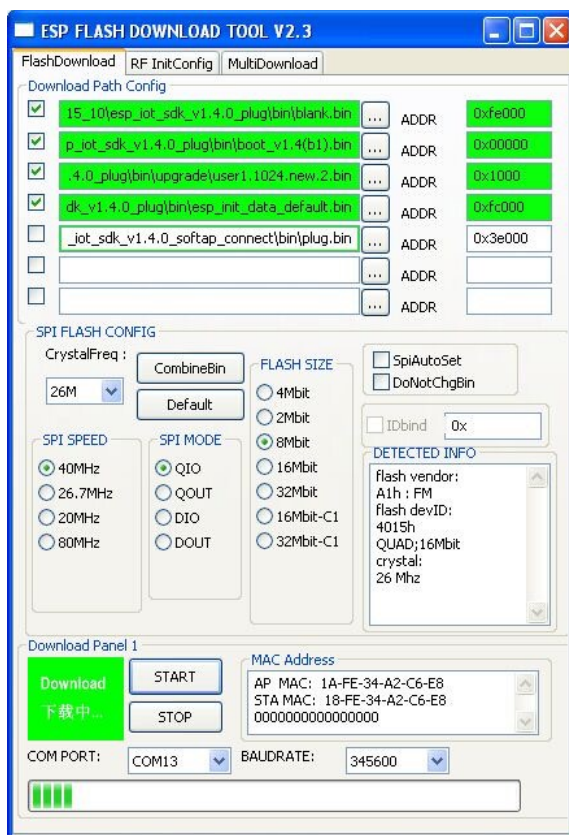 ESP FLASH DOWNLOAD TOOL V2.3
FlashDownload RF InitConfig MultiDownload
Download Path Config
15_10\esp_iot_sdk_v1.4.0_plug\bin\blank.bin ... ADDR 0xfe000
p_iot_sdk_v1.4.0_plug\bin\boot_v1.4(b1).bin ... ADDR 0x00000
.4.0_plug\bin\upgrade\user1.1024.new.2.bin ... ADDR 0x1000
dk_v1.4.0_plug\bin\esp_init_data_default.bin ... ADDR 0xfc000
_iot_sdk_v1.4.0_softap_connect\bin\plug.bin ... ADDR 0x3e000
... ADDR
... ADDR
SPI FLASH CONFIG
CrystalFreq :
26M
CombineBin
Default
SPI SPEED
40MHz
26.7MHz
20MHz
80MHz
SPI MODE
QIO
QOUT
DIO
DOUT
FLASH SIZE
4Mbit
2Mbit
8Mbit
16Mbit
32Mbit
16Mbit-C1
32Mbit-C1
SpiAutoSet
DoNotChgBin
IDbind 0x
DETECTED INFO
flash vendor:
A1h : FM
flash devID:
4015h
QUAD;16Mbit
crystal:
26 Mhz
Download Panel 1
Download
下载中...
START
STOP
MAC Address
AP MAC: 1A-FE-34-A2-C6-E8
STA MAC: 18-FE-34-A2-C6-E8
0000000000000000
COM PORT: COM13 BAUDRATE: 345600